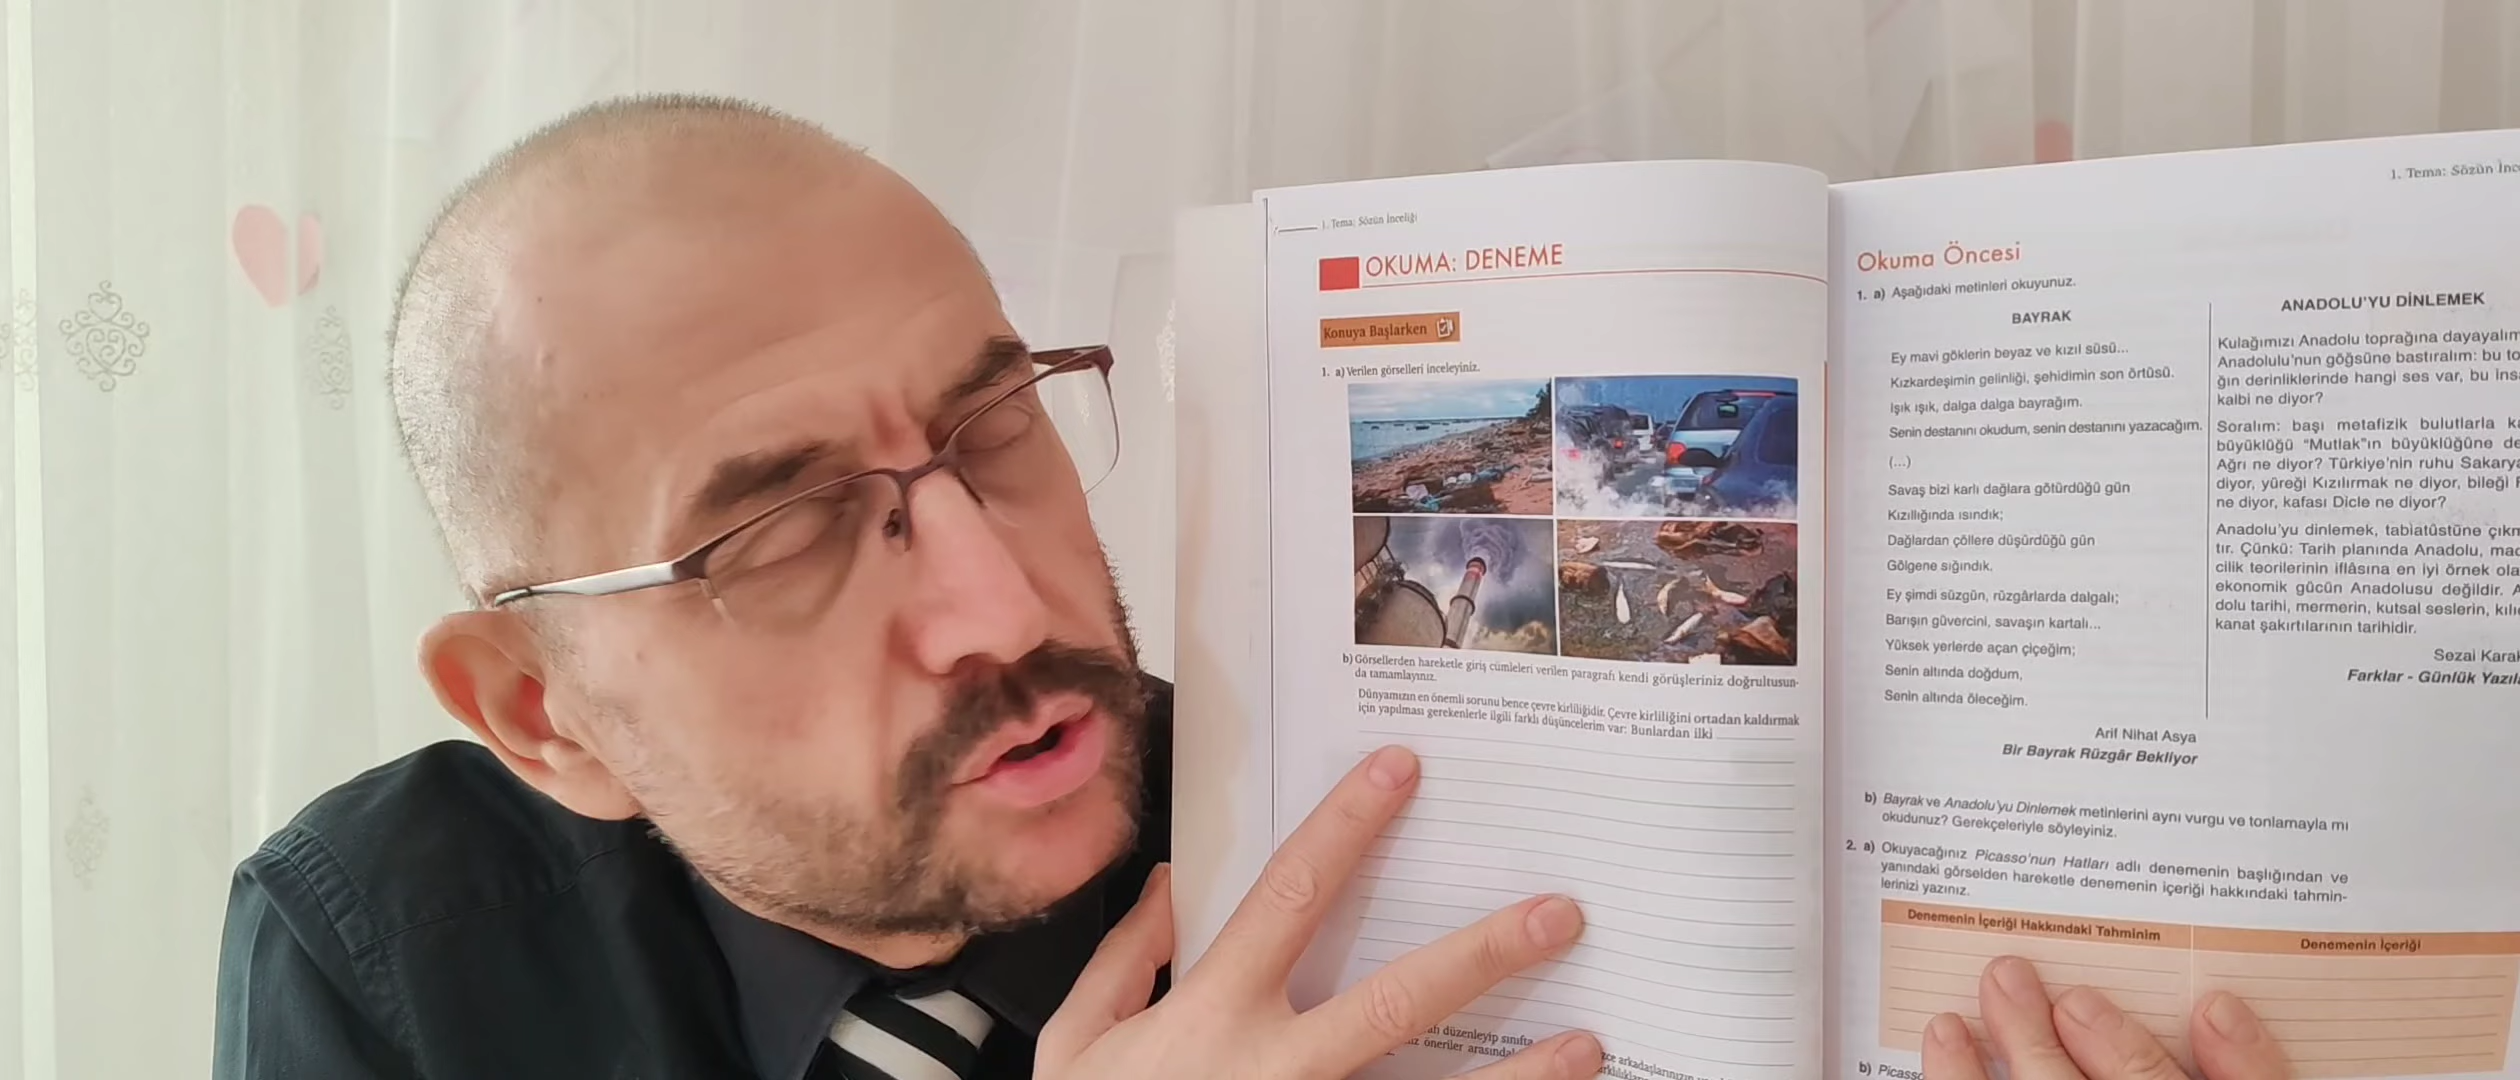 1. Tema: Sözün İnceliği
OKUMA: DENEME
Konuya Başlarken
1. a) Verilen görselleri inceleyiniz.
b) Görsellerden hareketle giriş cümleleri verilen paragrafı kendi görüşleriniz doğrultusun-
da tamamlayınız.
Dünyamızın en önemli sorunu bence çevre kirliliğidir. Çevre kirliliğini ortadan kaldırmak
için yapılması gerekenlerle ilgili farklı düşüncelerim var: Bunlardan ilki
düzenleyip sınıfta
öneriler
1. Tema: Sözün
Okuma Öncesi
1. a) Aşağıdaki metinleri okuyunuz.
BAYRAK
Ey mavi göklerin beyaz ve kızıl süsü...
Kızkardeşimin gelinliği, şehidimin son örtüsü.
Işık ışık, dalga dalga bayrağım.
Senin destanını okudum, senin destanını yazacağım.
(...)
Savaş bizi karlı dağlara götürdüğü gün
Kızıllığında ısındık;
Dağlardan çöllere düşürdüğü gün
Gölgene sığındık.
Ey şimdi süzgün, rüzgârlarda dalgalı;
Barışın güvercini, savaşın kartalı...
Yüksek yerlerde açan çiçeğim;
Senin altında doğdum,
Senin altında öleceğim.
Arif Nihat Asya
Bir Bayrak Rüzgâr Bekliyor
ANADOLU'YU DİNLEMEK
Kulağımızı Anadolu toprağına dayayalım
Anadolulu'nun göğsüne bastıralım: bu to
ğın derinliklerinde hangi ses var, bu ins
kalbi ne diyor?
Soralım: başı metafizik bulutlarla ka
büyüklüğü “Mutlak”ın büyüklüğüne de
Ağrı ne diyor? Türkiye'nin ruhu Sakarya
diyor, yüreği Kızılırmak ne diyor, bileği
ne diyor, kafası Dicle ne diyor?
Anadolu'yu dinlemek, tabiatüstüne çıkm
tır. Çünkü: Tarih planında Anadolu, mad
cilik teorilerinin iflâsına en iyi örnek ola
ekonomik gücün Anadolusu değildir. A
dolu tarihi, mermerin, kutsal seslerin, kılı
kanat şakırtılarının tarihidir.
Sezai Karak
Farklar - Günlük Yazıla
b) Bayrak ve Anadolu'yu Dinlemek metinlerini aynı vurgu ve tonlamayla mı
okudunuz? Gerekçeleriyle söyleyiniz.
2. a) Okuyacağınız Picasso'nun Hatları adlı denemenin başlığından ve
yanındaki görselden hareketle denemenin içeriği hakkındaki tahmin-
lerinizi yazınız.
Denemenin İçeriği Hakkındaki Tahminim
Denemenin İçeriği
b) Picasso